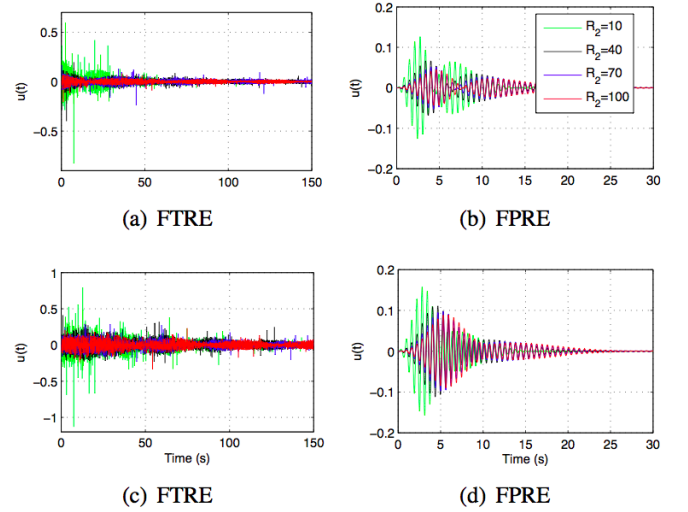 0.5
0
−0.5
0
50
100
150
u(t)
(a) FTRE
0.2
0.1
0
−0.1
−0.2
0
5
10
15
20
25
30
u(t)
R2=10
R2=40
R2=70
R2=100
(b) FPRE
1
0.5
0
−0.5
−1
0
50
100
150
u(t)
Time (s)
(c) FTRE
0.2
0.1
0
−0.1
−0.2
0
5
10
15
20
25
30
u(t)
Time (s)
(d) FPRE